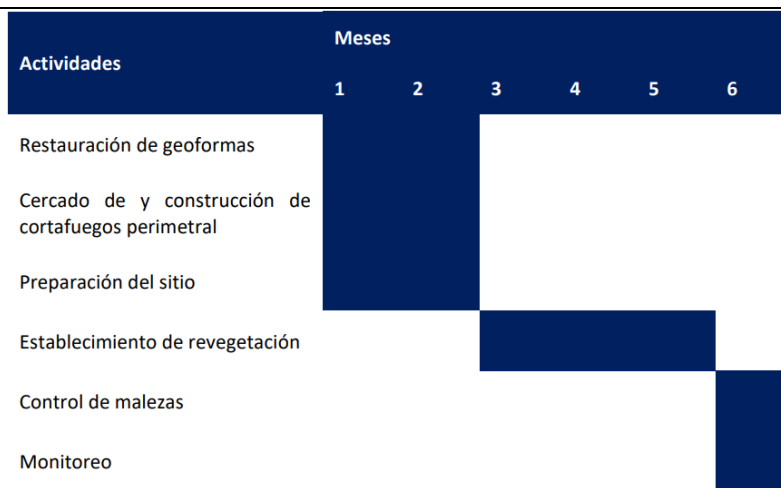 Meses
Actividades
1 2 3 4 5 6
Restauración de geoformas
Cercado de y construcción de
cortafuegos perimetral
Preparación del sitio
Establecimiento de revegetación
Control de malezas
Monitoreo